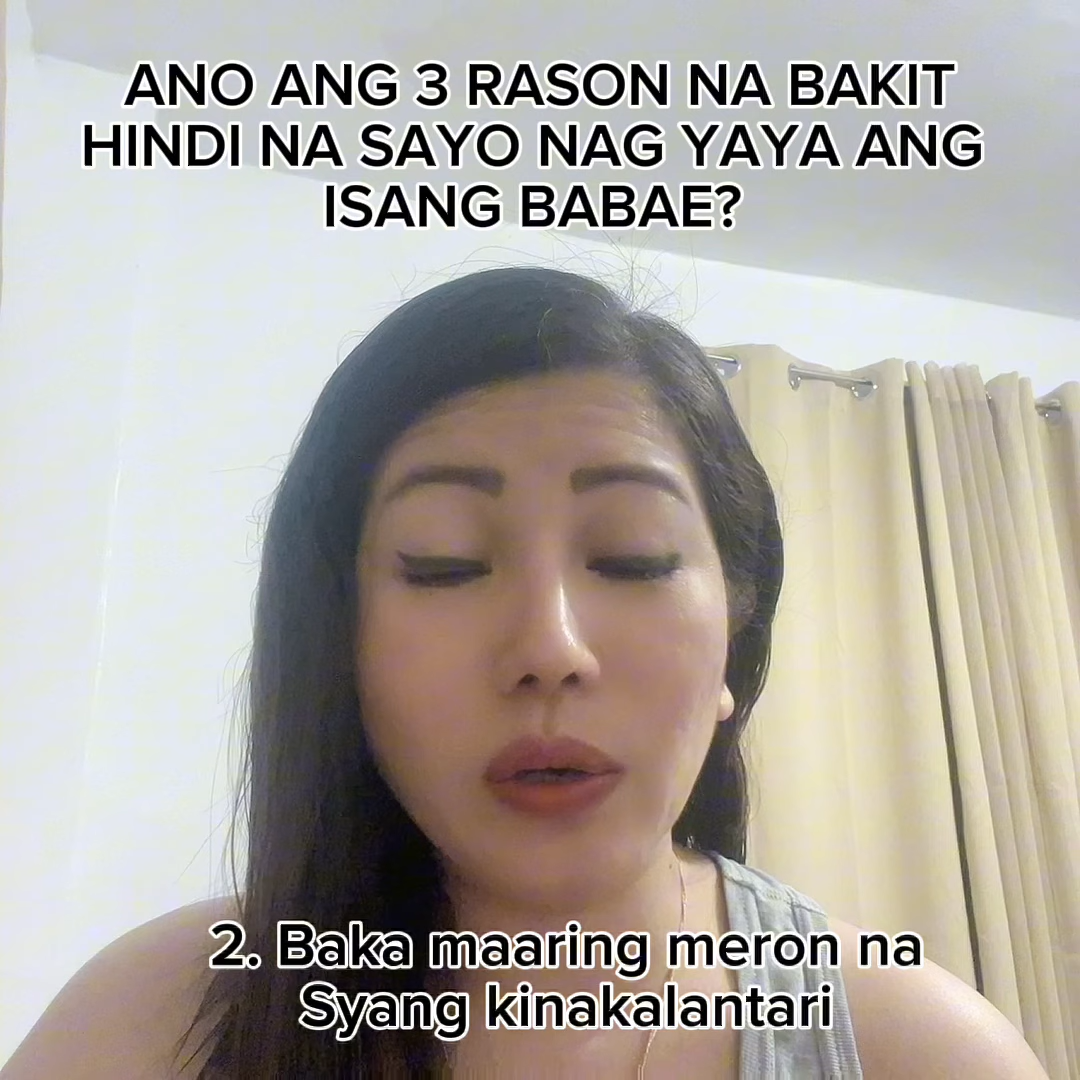 ANO ANG 3 RASON NA BAKIT
HINDI NA SAYO NAG YAYA ANG
ISANG BABAE?
2. Baka maaring meron na
Syang kinakalantari